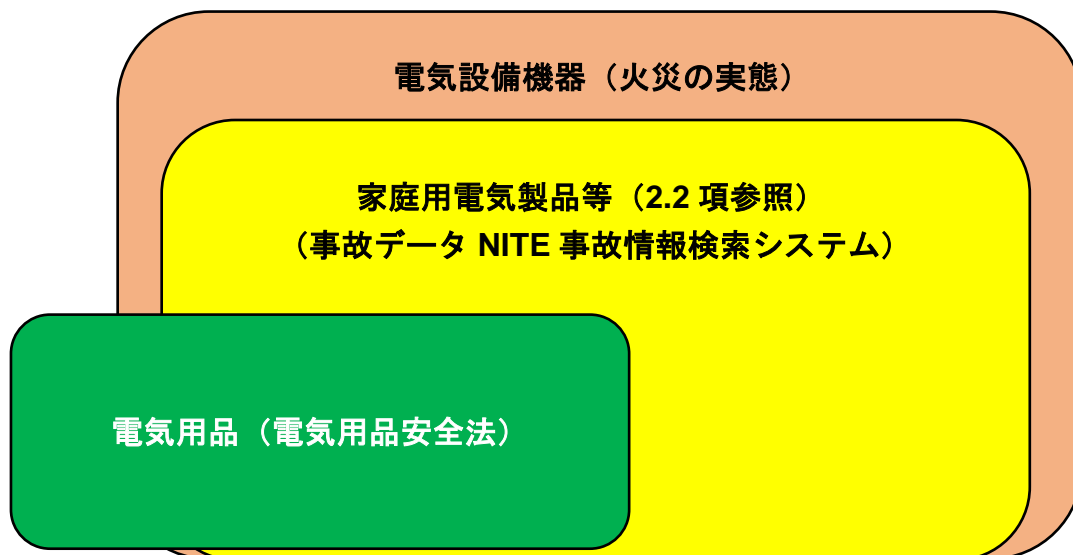 電気設備機器（火災の実態）
家庭用電気製品等（2.2 項参照）
（事故データ NITE 事故情報検索システム）
電気用品（電気用品安全法）